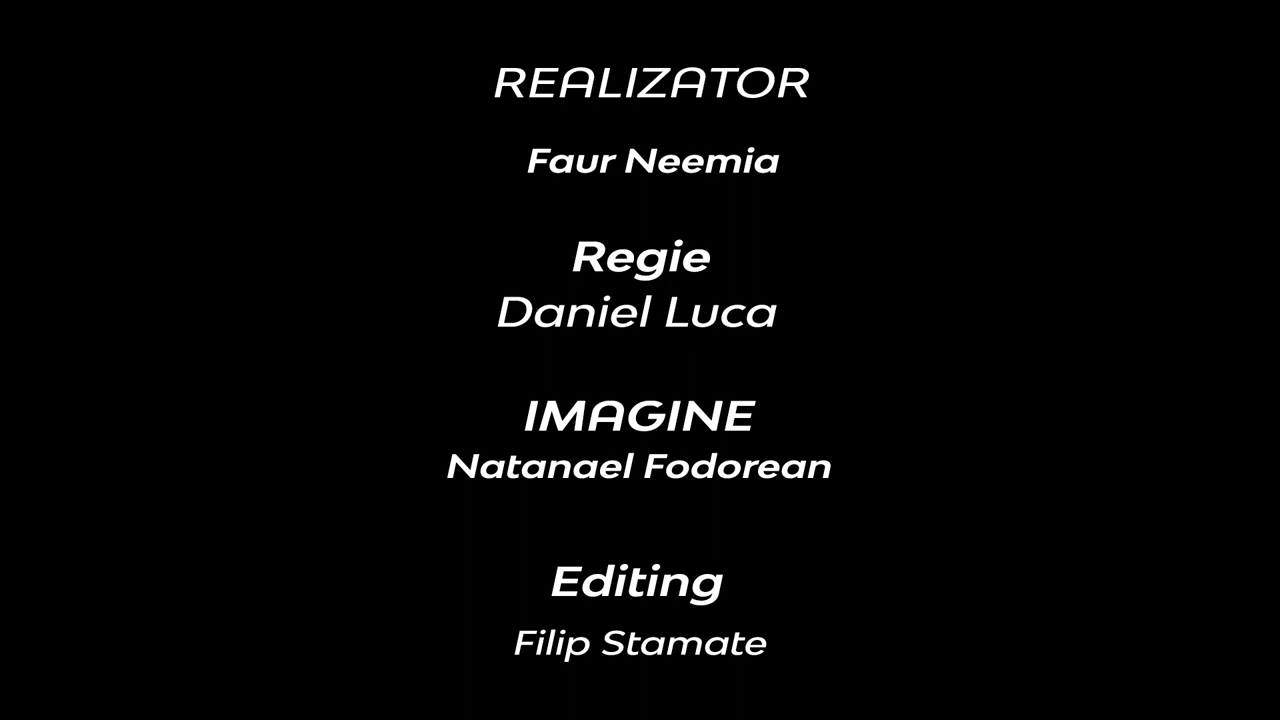 REALIZATOR
Faur Neemia
Regie
Daniel Luca
IMAGINE
Natanael Fodorean
Editing
Filip Stamate